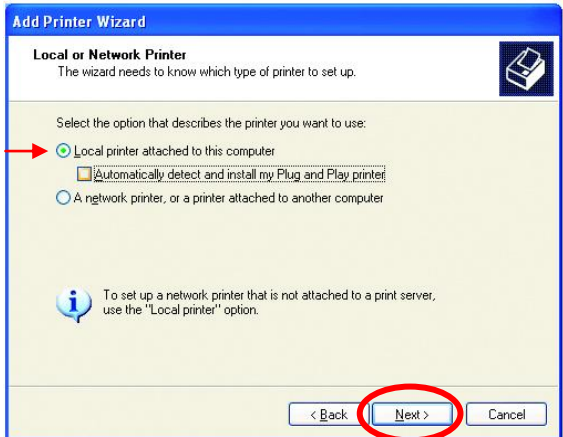 Add Printer Wizard
Local or Network Printer
The wizard needs to know which type of printer to set up.
Select the option that describes the printer you want to use:
Local printer attached to this computer
Automatically detect and install my Plug and Play printer
A network printer, or a printer attached to another computer
To set up a network printer that is not attached to a print server,
use the "Local printer" option.
< Back
Next >
Cancel